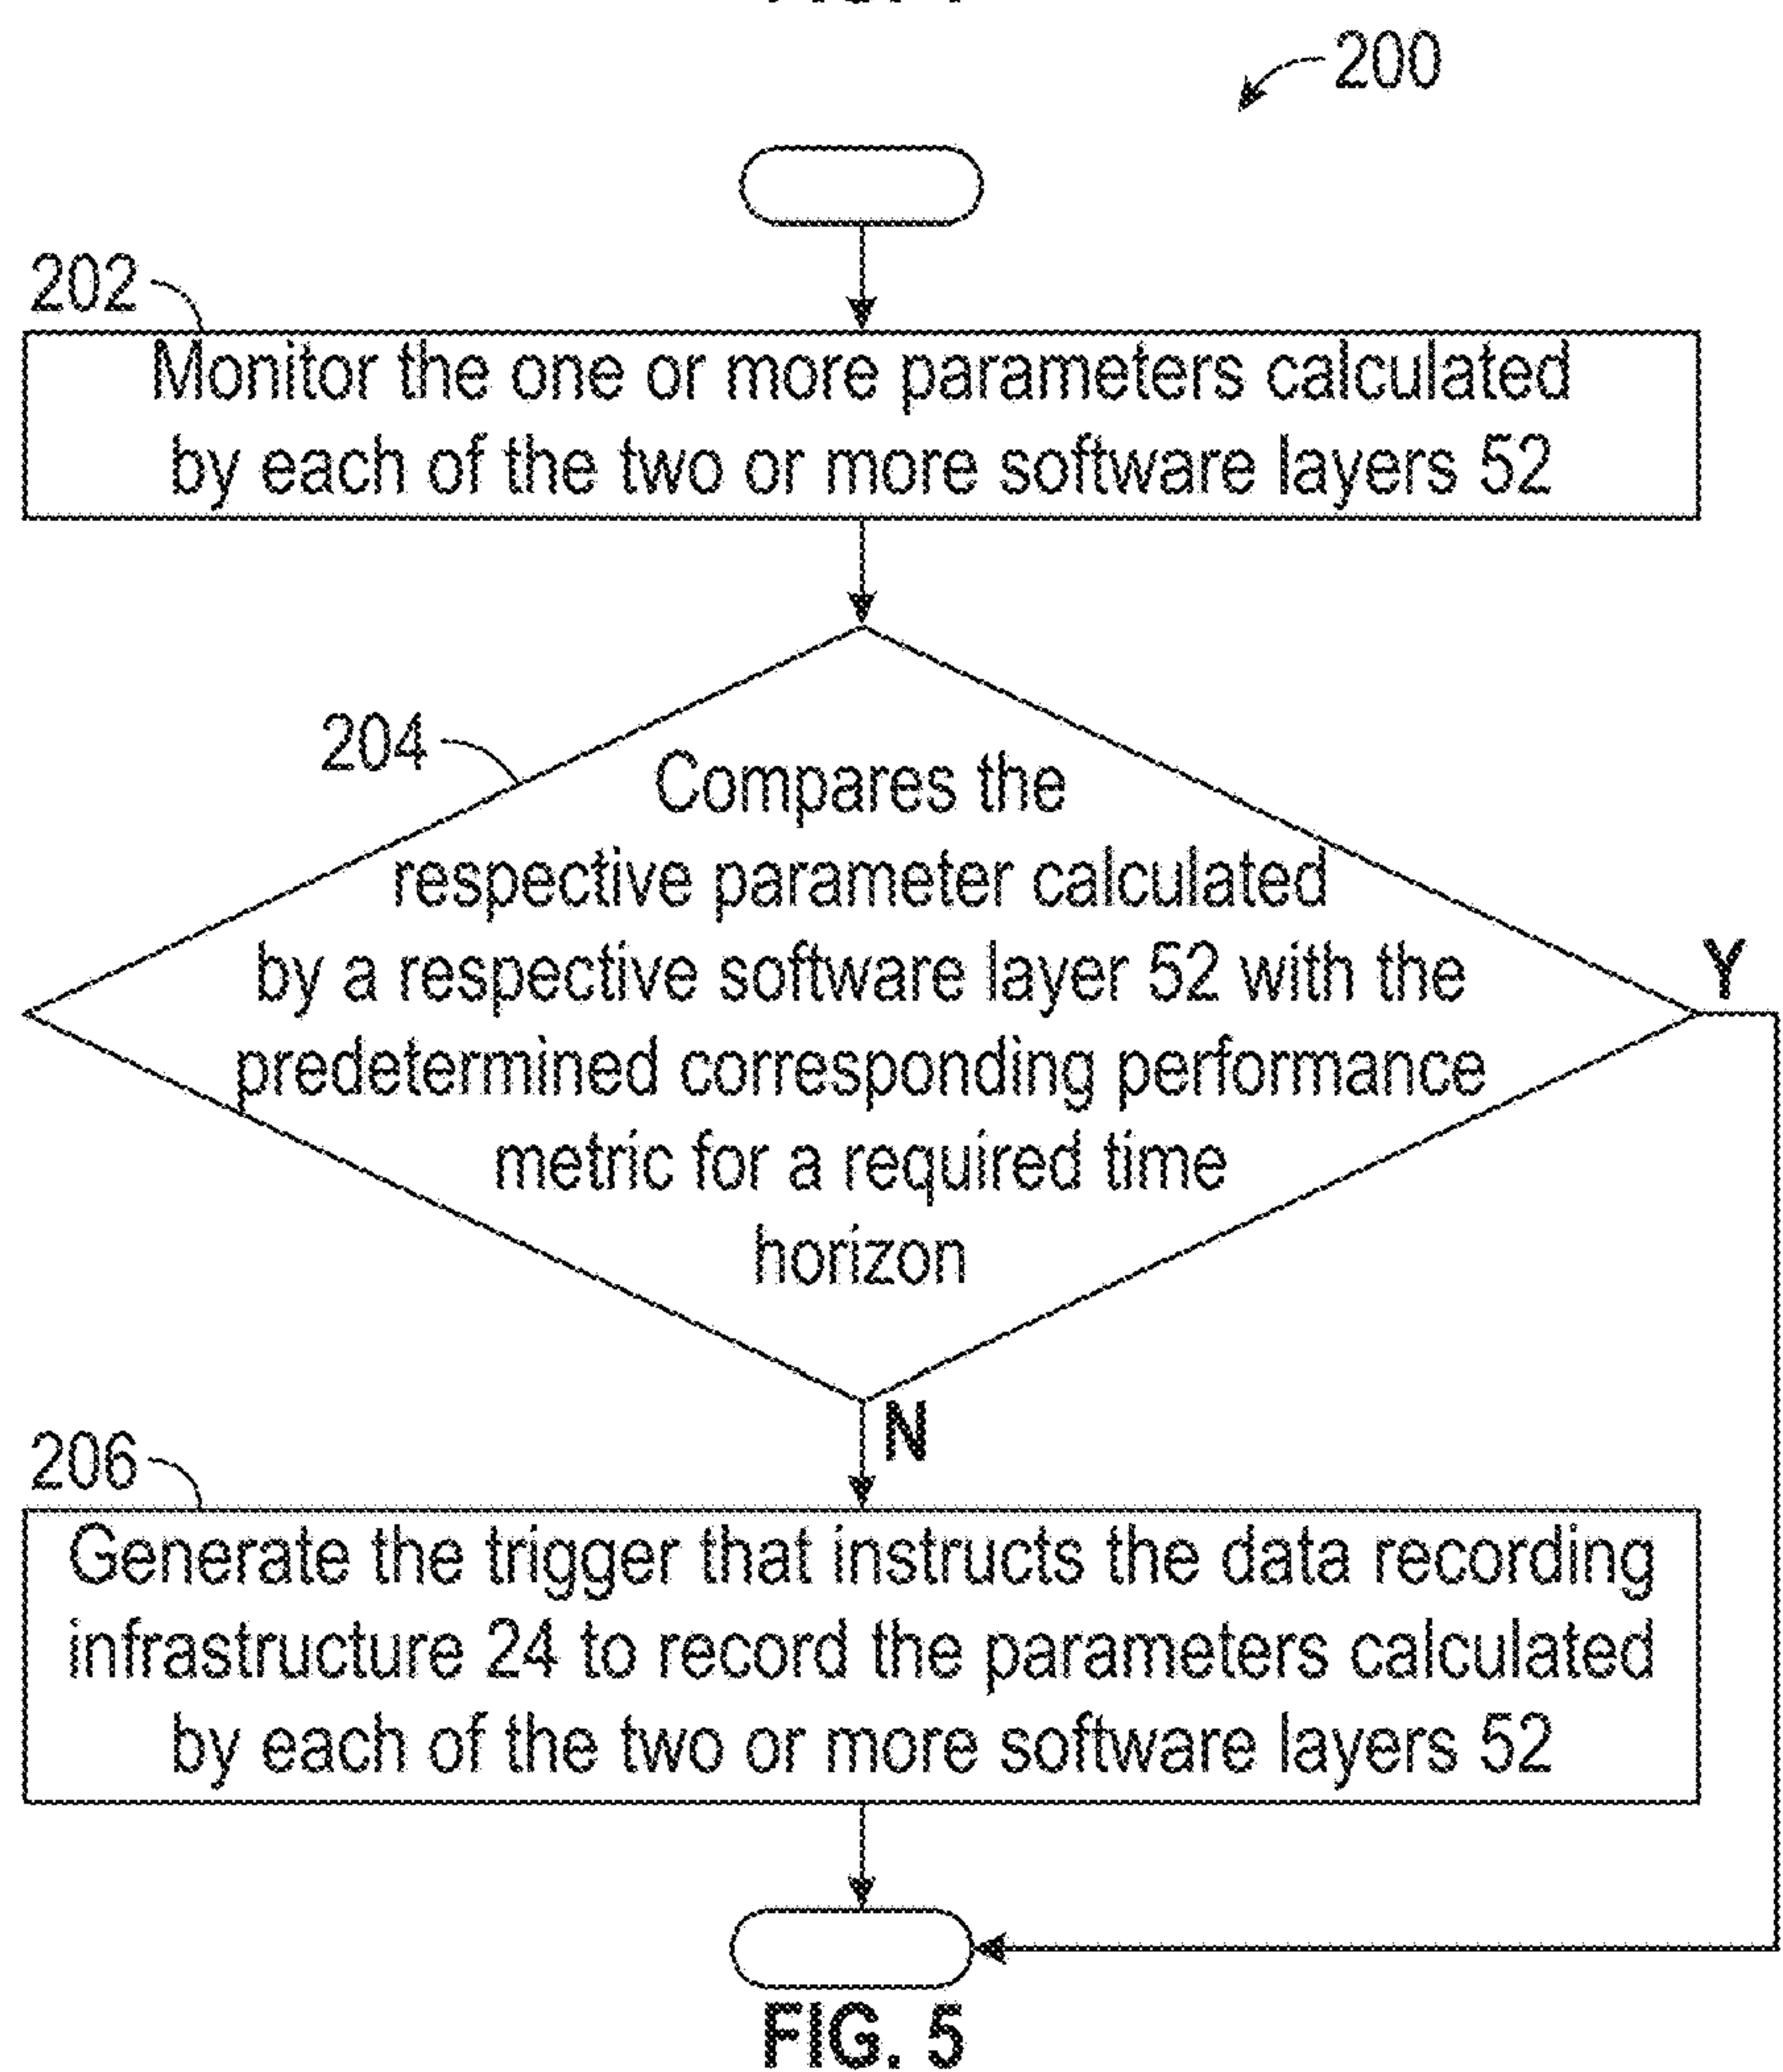 200
202
Monitor the one or more parameters calculated
by each of the two or more software layers 52
204
Compares the
respective parameter calculated
by a respective software layer 52 with the
predetermined corresponding performance
metric for a required time
horizon
Y
N
206
Generate the trigger that instructs the data recording
infrastructure 24 to record the parameters calculated
by each of the two or more software layers 52
FIG. 5